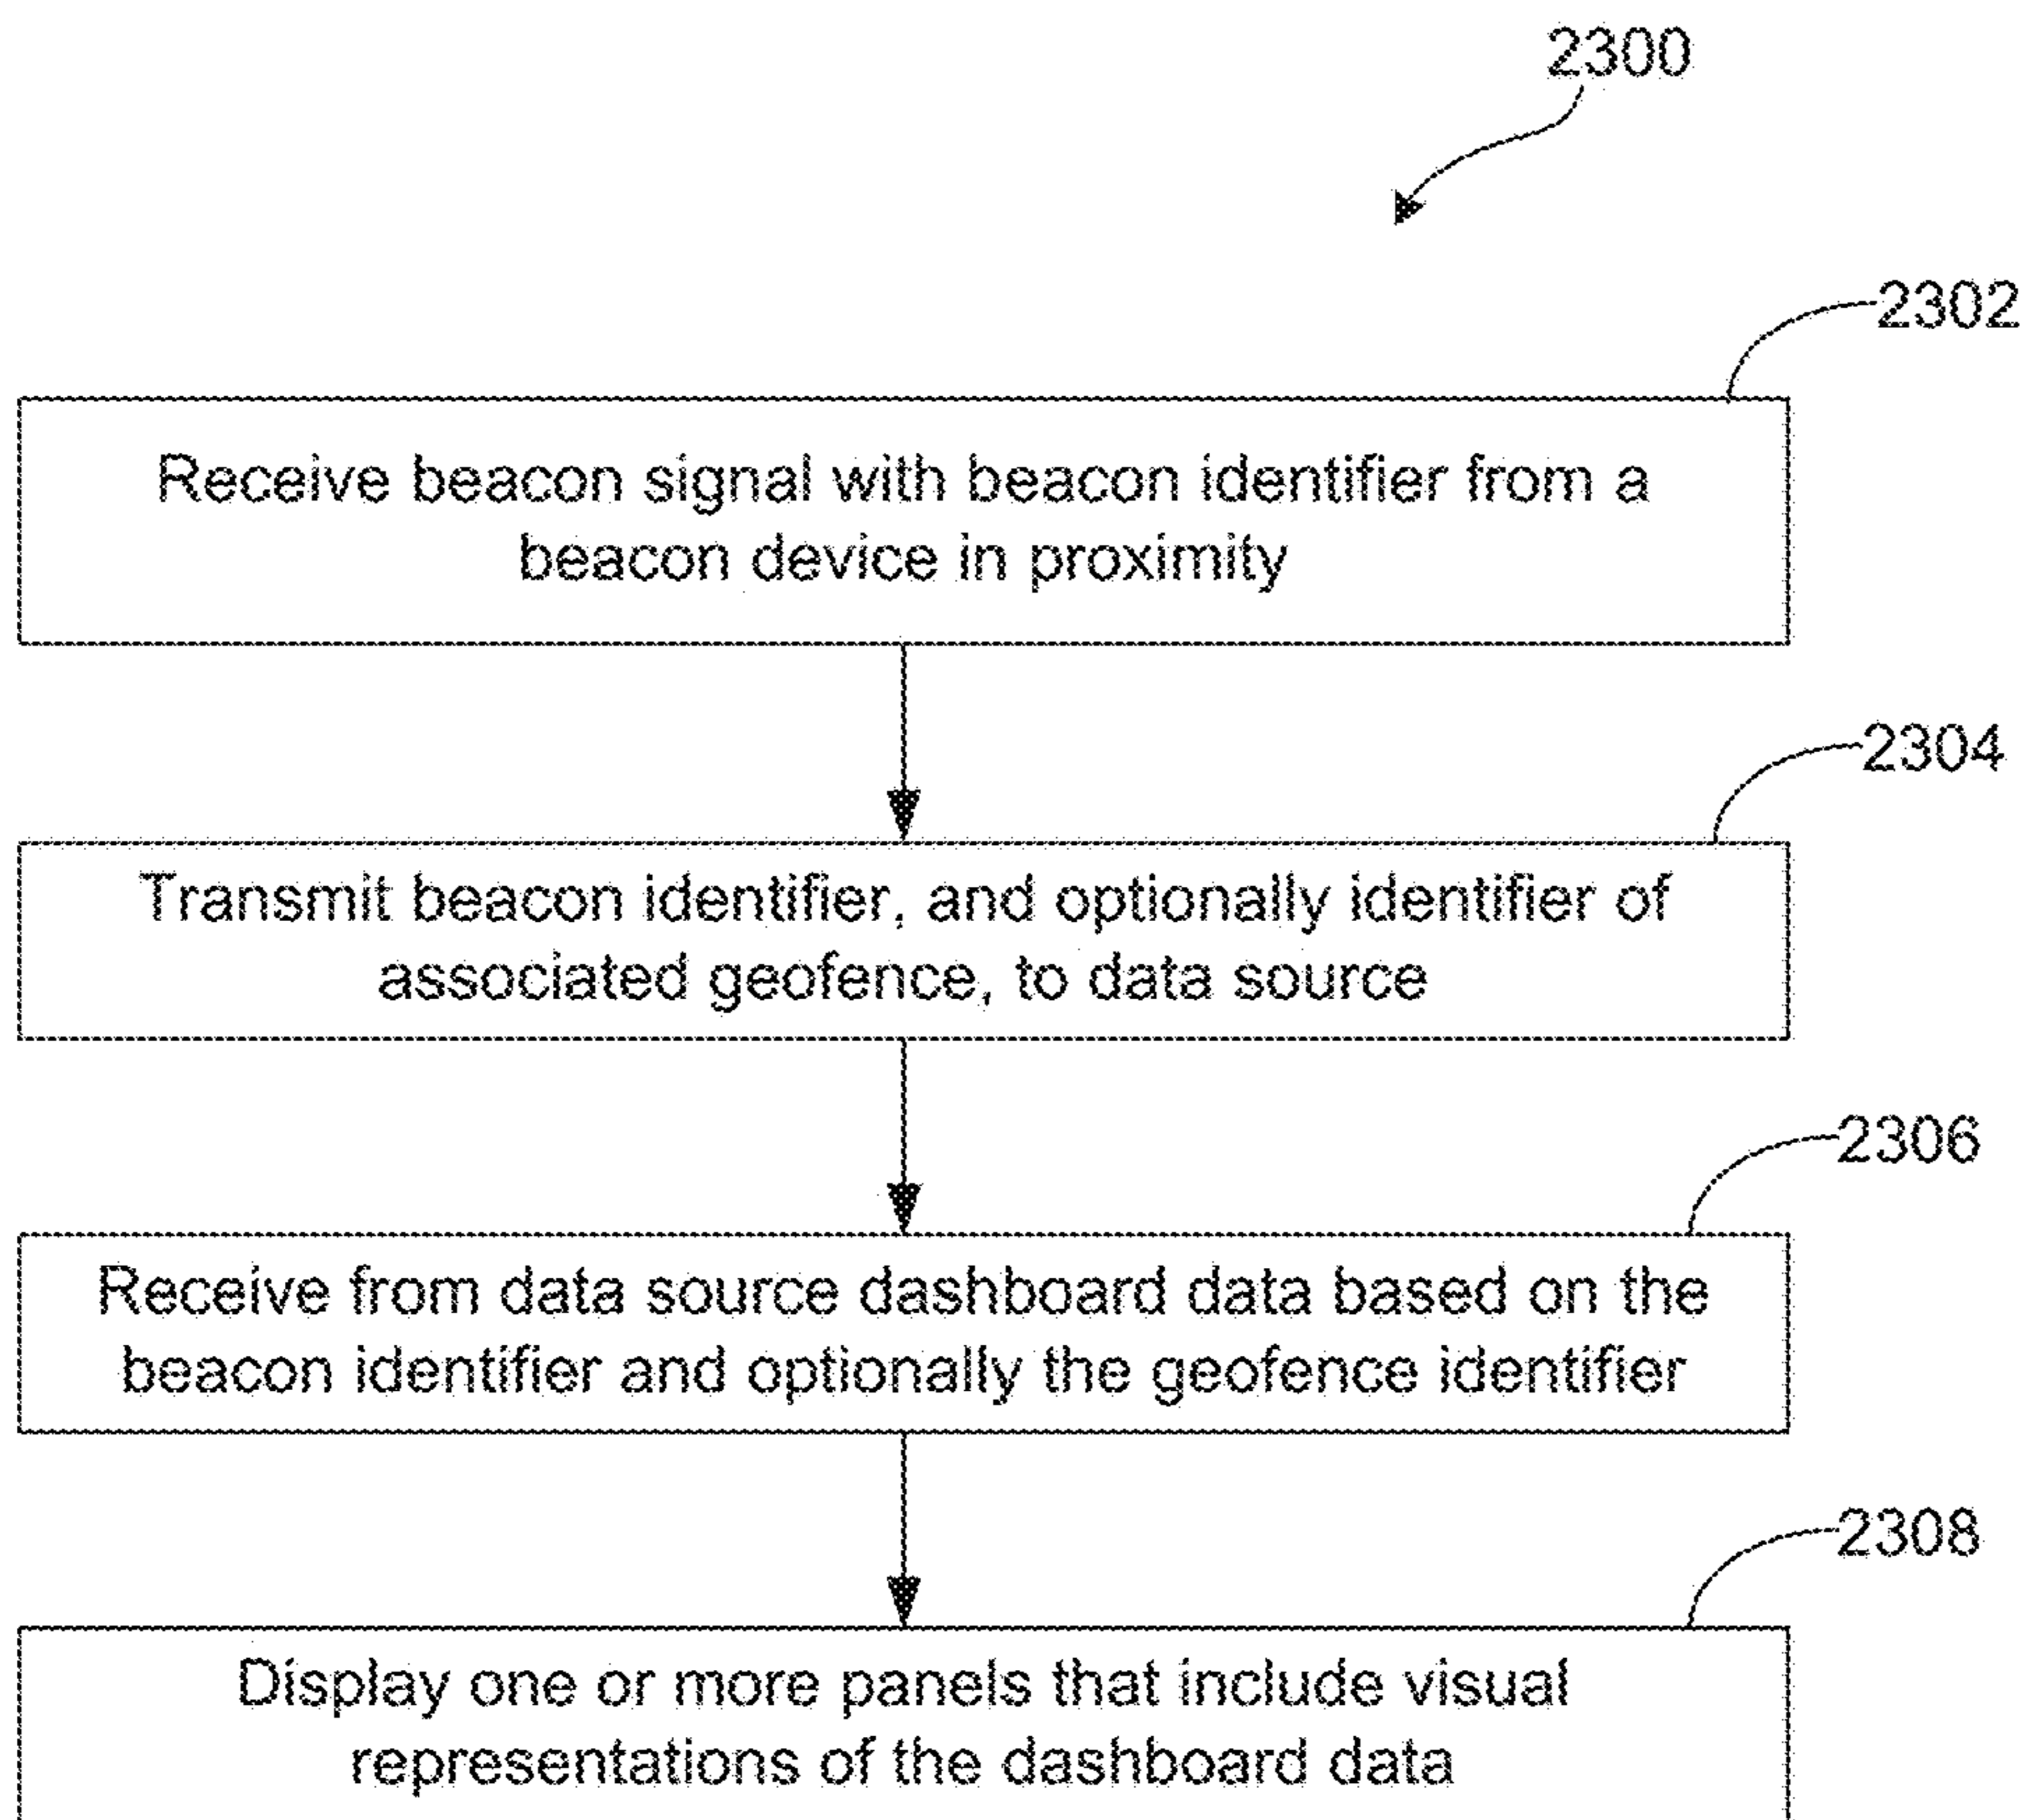 2300
2302
Receive beacon signal with beacon identifier from a
beacon device in proximity
2304
Transmit beacon identifier, and optionally identifier of
associated geofence, to data source
2306
Receive from data source dashboard data based on the
beacon identifier and optionally the geofence identifier
2308
Display one or more panels that include visual
representations of the dashboard data